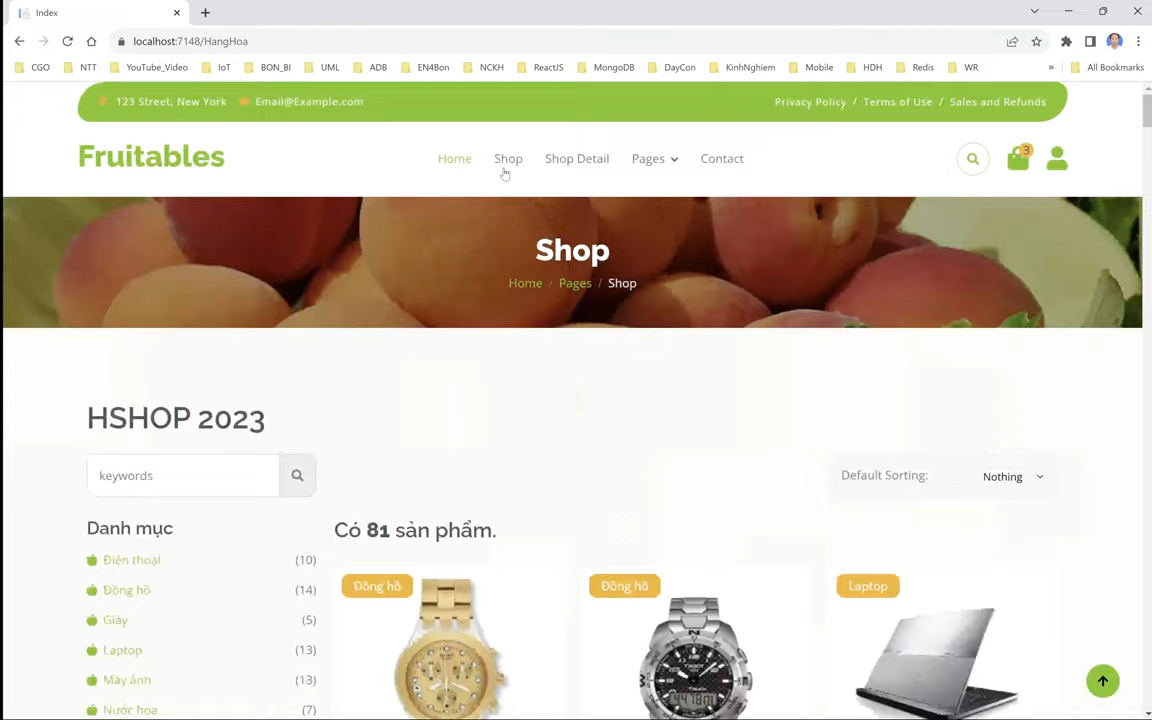 Index
localhost:7148/HangHoa
CGO NTT YouTube_Video IoT BON_BI UML ADB EN4Bon NCKH ReactJS MongoDB DayCon KinhNghiem Mobile HDH Redis WR » All Bookmarks
123 Street, New York Email@Example.com Privacy Policy / Terms of Use / Sales and Refunds
Fruitables Home Shop Shop Detail Pages Contact 3
Shop
Home / Pages / Shop
HSHOP 2023
keywords Default Sorting: Nothing
Danh mục Có 81 sản phẩm.
Điện thoại (10)
Đồng hồ Đồng hồ Laptop
Đồng hồ (14)
Giày (5)
Laptop (13)
Máy ảnh (13)
Nước hoa (7)